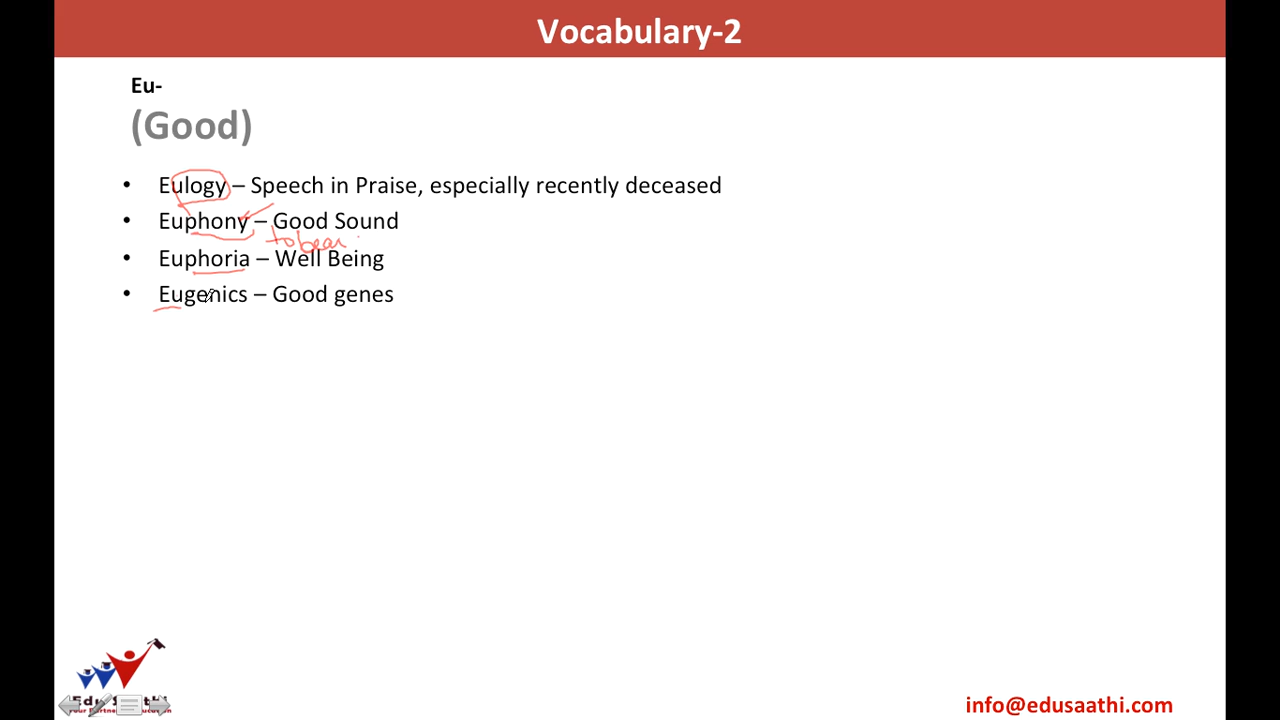 Vocabulary-2
Eu-
(Good)
• Eulogy – Speech in Praise, especially recently deceased
• Euphony – Good Sound
to bear
• Euphoria – Well Being
• Eugenics – Good genes
info@edusaathi.com